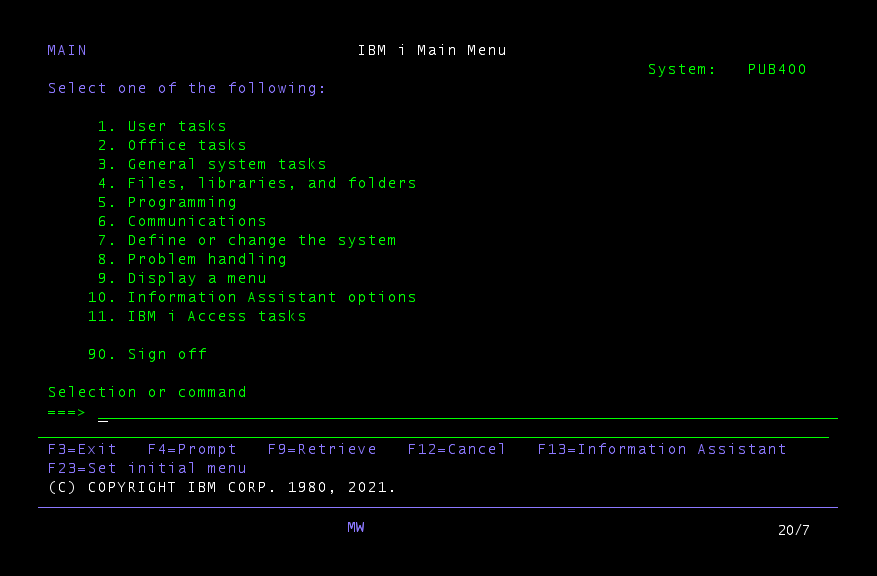 MAIN IBM i Main Menu
System: PUB400
Select one of the following:
1. User tasks
2. Office tasks
3. General system tasks
4. Files, libraries, and folders
5. Programming
6. Communications
7. Define or change the system
8. Problem handling
9. Display a menu
10. Information Assistant options
11. IBM i Access tasks
90. Sign off
Selection or command
===> _
F3=Exit F4=Prompt F9=Retrieve F12=Cancel F13=Information Assistant
F23=Set initial menu
(C) COPYRIGHT IBM CORP. 1980, 2021.
MW 20/7